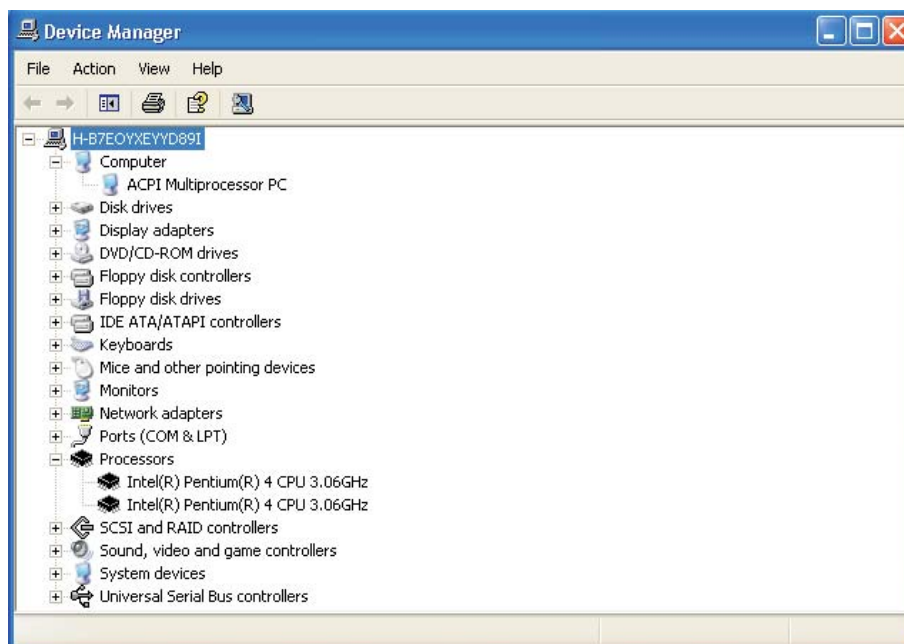 Device Manager
File Action View Help
H-B7EOYXEYYD89I
Computer
ACPI Multiprocessor PC
Disk drives
Display adapters
DVD/CD-ROM drives
Floppy disk controllers
Floppy disk drives
IDE ATA/ATAPI controllers
Keyboards
Mice and other pointing devices
Monitors
Network adapters
Ports (COM & LPT)
Processors
Intel(R) Pentium(R) 4 CPU 3.06GHz
Intel(R) Pentium(R) 4 CPU 3.06GHz
SCSI and RAID controllers
Sound, video and game controllers
System devices
Universal Serial Bus controllers